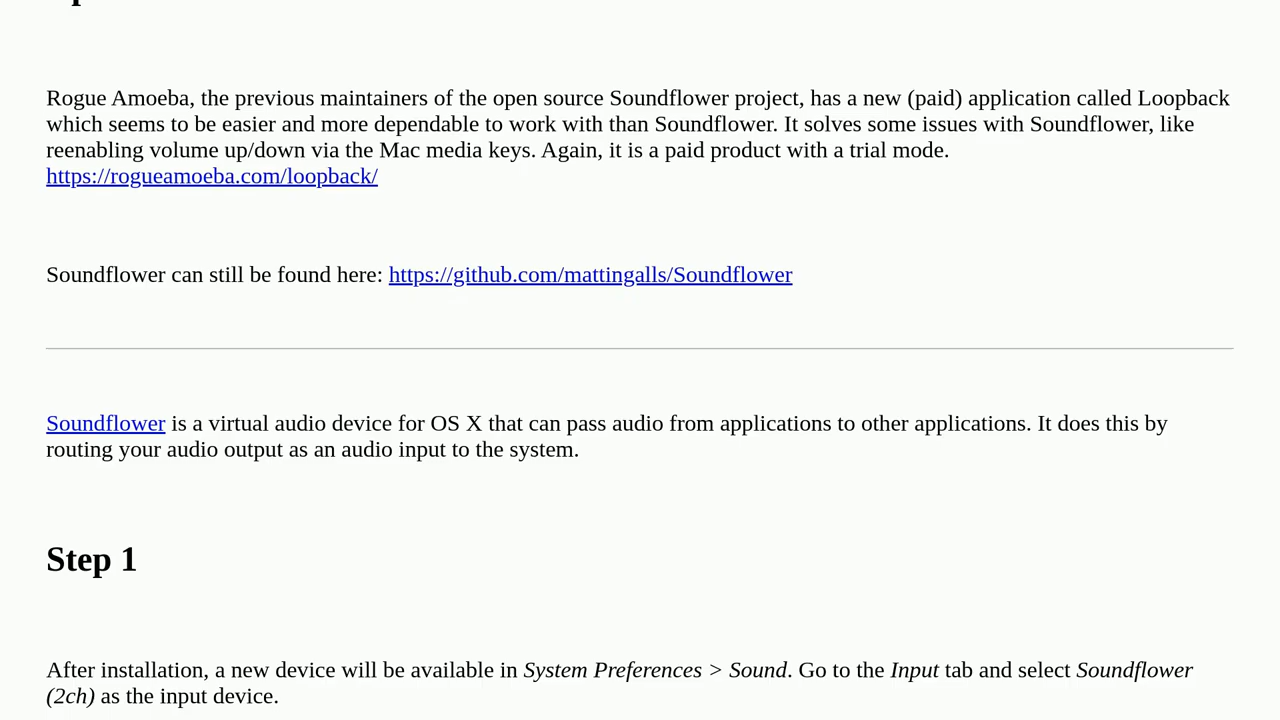 Rogue Amoeba, the previous maintainers of the open source Soundflower project, has a new (paid) application called Loopback
which seems to be easier and more dependable to work with than Soundflower. It solves some issues with Soundflower, like
reenabling volume up/down via the Mac media keys. Again, it is a paid product with a trial mode.
https://rogueamoeba.com/loopback/
Soundflower can still be found here: https://github.com/mattingalls/Soundflower
Soundflower is a virtual audio device for OS X that can pass audio from applications to other applications. It does this by
routing your audio output as an audio input to the system.
Step 1
After installation, a new device will be available in System Preferences > Sound. Go to the Input tab and select Soundflower
(2ch) as the input device.